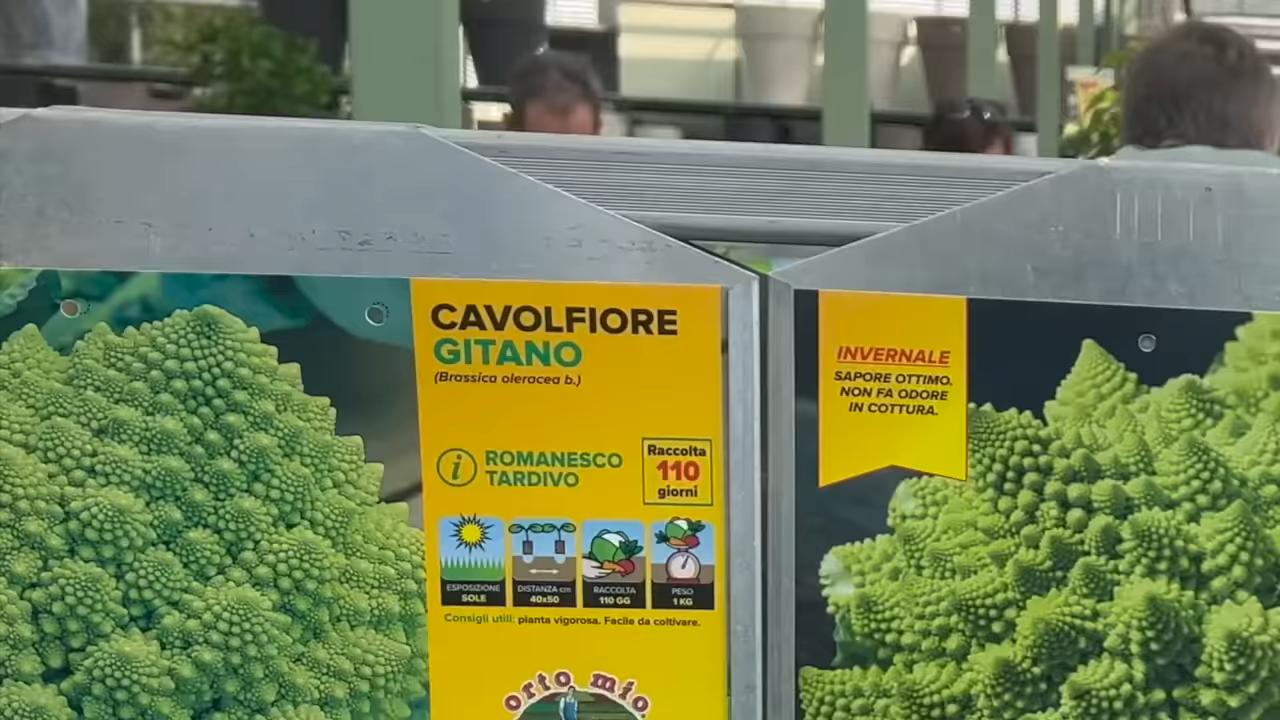 CAVOLFIORE
GITANO
(Brassica oleracea b.)
i
ROMANESCO
TARDIVO
Raccolta
110
giorni
ESPOSIZIONE
SOLE
DISTANZA cm
40x50
RACCOLTA
110 GG
PESO
1 KG
Consigli utili: pianta vigorosa. Facile da coltivare.
Orto mio
INVERNALE
SAPORE OTTIMO.
NON FA ODORE
IN COTTURA.